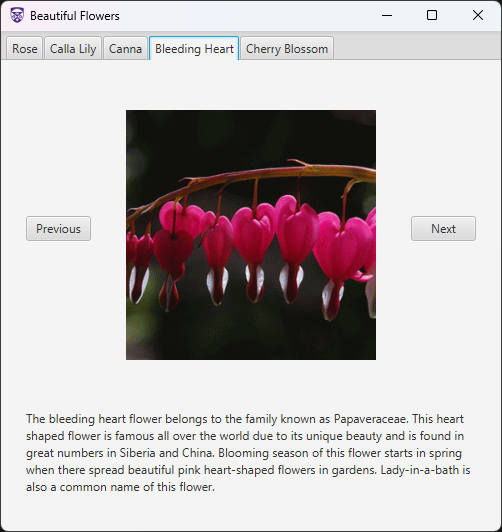 Beautiful Flowers
Rose Calla Lily Canna Bleeding Heart Cherry Blossom
Previous Next
The bleeding heart flower belongs to the family known as Papaveraceae. This heart
shaped flower is famous all over the world due to its unique beauty and is found in
great numbers in Siberia and China. Blooming season of this flower starts in spring
when there spread beautiful pink heart-shaped flowers in gardens. Lady-in-a-bath is
also a common name of this flower.